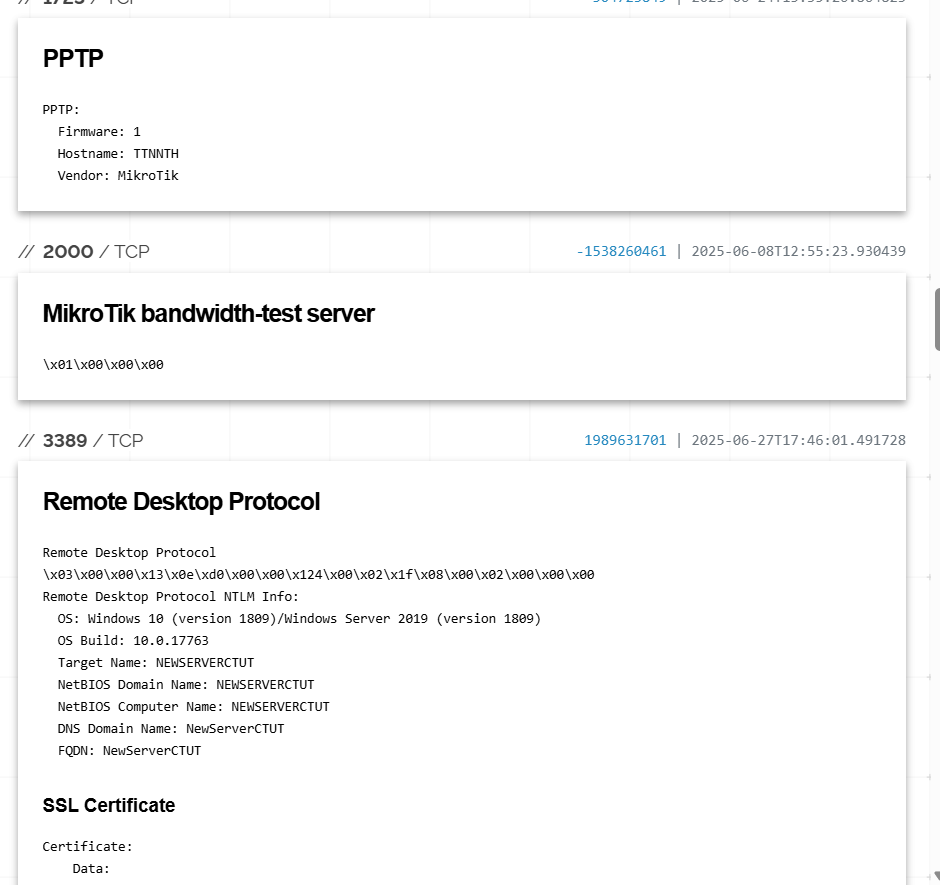 // 1723 / TCP
PPTP
PPTP:
  Firmware: 1
  Hostname: TTNNTH
  Vendor: MikroTik
// 2000 / TCP -1538260461 | 2025-06-08T12:55:23.930439
MikroTik bandwidth-test server
\x01\x00\x00\x00
// 3389 / TCP 1989631701 | 2025-06-27T17:46:01.491728
Remote Desktop Protocol
Remote Desktop Protocol
\x03\x00\x00\x13\x0e\xd0\x00\x00\x124\x00\x02\x1f\x08\x00\x02\x00\x00\x00
Remote Desktop Protocol NTLM Info:
  OS: Windows 10 (version 1809)/Windows Server 2019 (version 1809)
  OS Build: 10.0.17763
  Target Name: NEWSERVERCTUT
  NetBIOS Domain Name: NEWSERVERCTUT
  NetBIOS Computer Name: NEWSERVERCTUT
  DNS Domain Name: NewServerCTUT
  FQDN: NewServerCTUT
SSL Certificate
Certificate:
    Data: